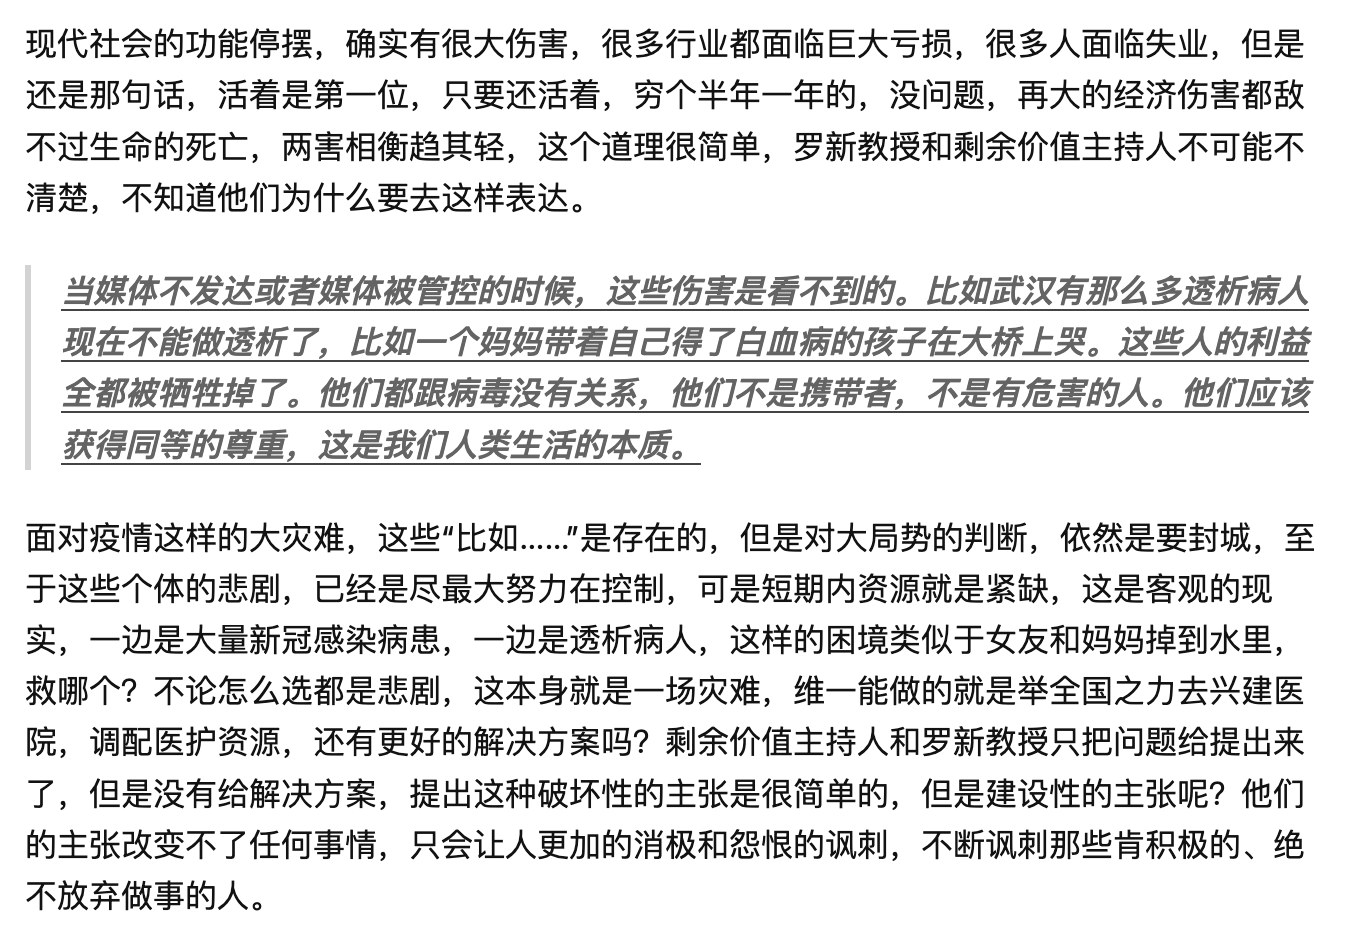 现代社会的功能停摆，确实有很大伤害，很多行业都面临巨大亏损，很多人面临失业，但是
还是那句话，活着是第一位，只要还活着，穷个半年一年的，没问题，再大的经济伤害都敌
不过生命的死亡，两害相衡趋其轻，这个道理很简单，罗新教授和剩余价值主持人不可能不
清楚，不知道他们为什么要去这样表达。
当媒体不发达或者媒体被管控的时候，这些伤害是看不到的。比如武汉有那么多透析病人
现在不能做透析了，比如一个妈妈带着自己得了白血病的孩子在大桥上哭。这些人的利益
全都被牺牲掉了。他们都跟病毒没有关系，他们不是携带者，不是有危害的人。他们应该
获得同等的尊重，这是我们人类生活的本质。
面对疫情这样的大灾难，这些“比如......”是存在的，但是对大局势的判断，依然是要封城，至
于这些个体的悲剧，已经是尽最大努力在控制，可是短期内资源就是紧缺，这是客观的现
实，一边是大量新冠感染病患，一边是透析病人，这样的困境类似于女友和妈妈掉到水里，
救哪个？不论怎么选都是悲剧，这本身就是一场灾难，维一能做的就是举全国之力去兴建医
院，调配医护资源，还有更好的解决方案吗？剩余价值主持人和罗新教授只把问题给提出来
了，但是没有给解决方案，提出这种破坏性的主张是很简单的，但是建设性的主张呢？他们
的主张改变不了任何事情，只会让人更加的消极和怨恨的讽刺，不断讽刺那些肯积极的、绝
不放弃做事的人。